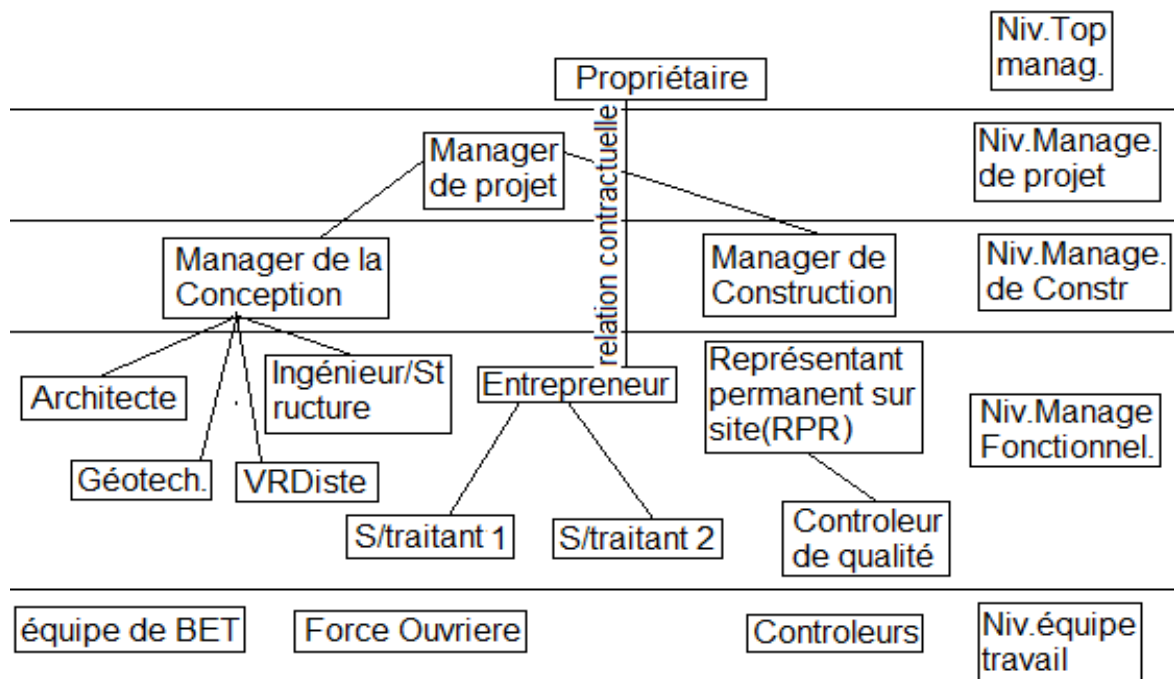 Niv.Top
manag.
Propriétaire
relation contractuelle
Manager
de projet
Niv.Manage.
de projet
Manager de la
Conception
Manager de
Construction
Niv.Manage.
de Constr
Architecte
Ingénieur/St
ructure
Entrepreneur
Représentant
permanent sur
site(RPR)
Niv.Manage
Fonctionnel.
Géotech.
VRDiste
S/traitant 1
S/traitant 2
Controleur
de qualité
équipe de BET
Force Ouvriere
Controleurs
Niv.équipe
travail